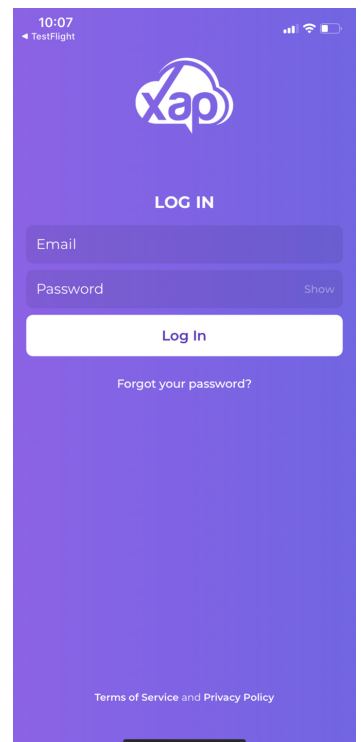 10:07
◀ TestFlight
xap
LOG IN
Email
Password Show
Log In
Forgot your password?
Terms of Service and Privacy Policy